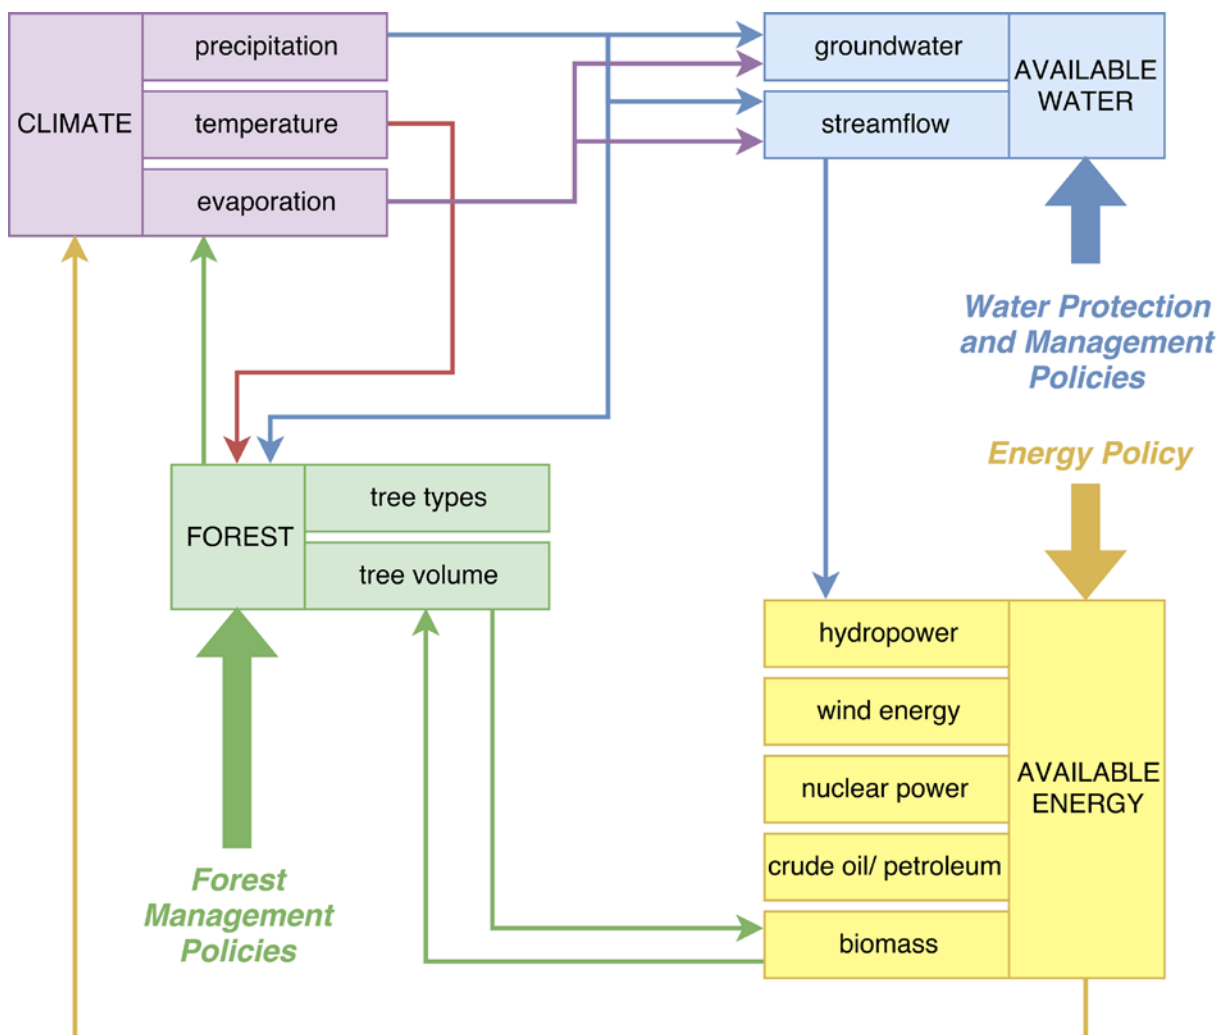 CLIMATE
precipitation
temperature
evaporation
groundwater
streamflow
AVAILABLE
WATER
Water Protection
and Management
Policies
Energy Policy
FOREST
tree types
tree volume
Forest
Management
Policies
hydropower
wind energy
nuclear power
crude oil/ petroleum
biomass
AVAILABLE
ENERGY